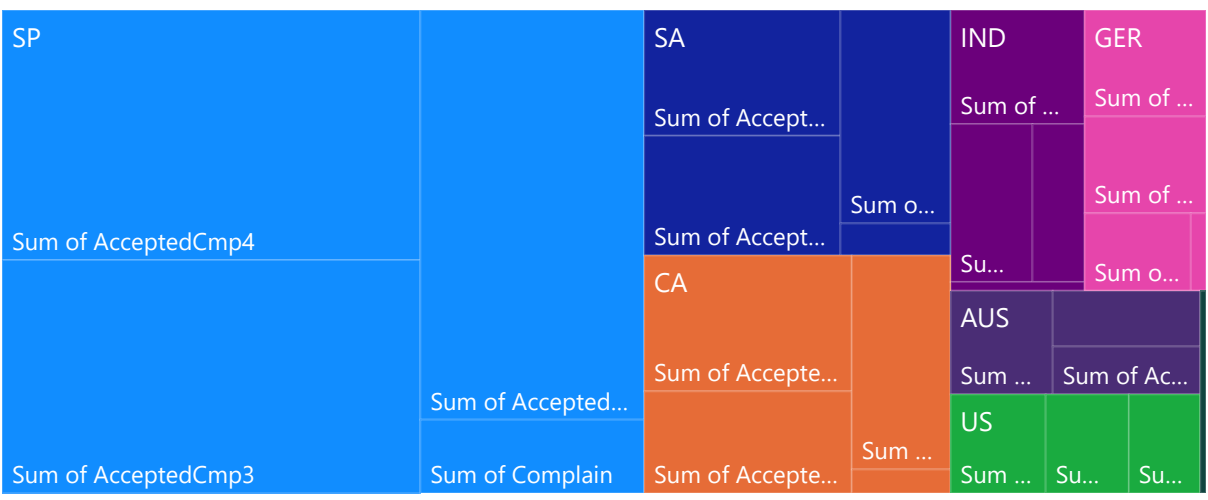 SP
Sum of AcceptedCmp4
Sum of AcceptedCmp3
Sum of Accepted...
Sum of Complain
SA
Sum of Accept...
Sum of Accept...
Sum o...
CA
Sum of Accepte...
Sum of Accepte...
Sum ...
IND
Sum of ...
Su...
GER
Sum of ...
Sum of ...
Sum o...
AUS
Sum ...
Sum of Ac...
US
Sum ...
Su...
Su...